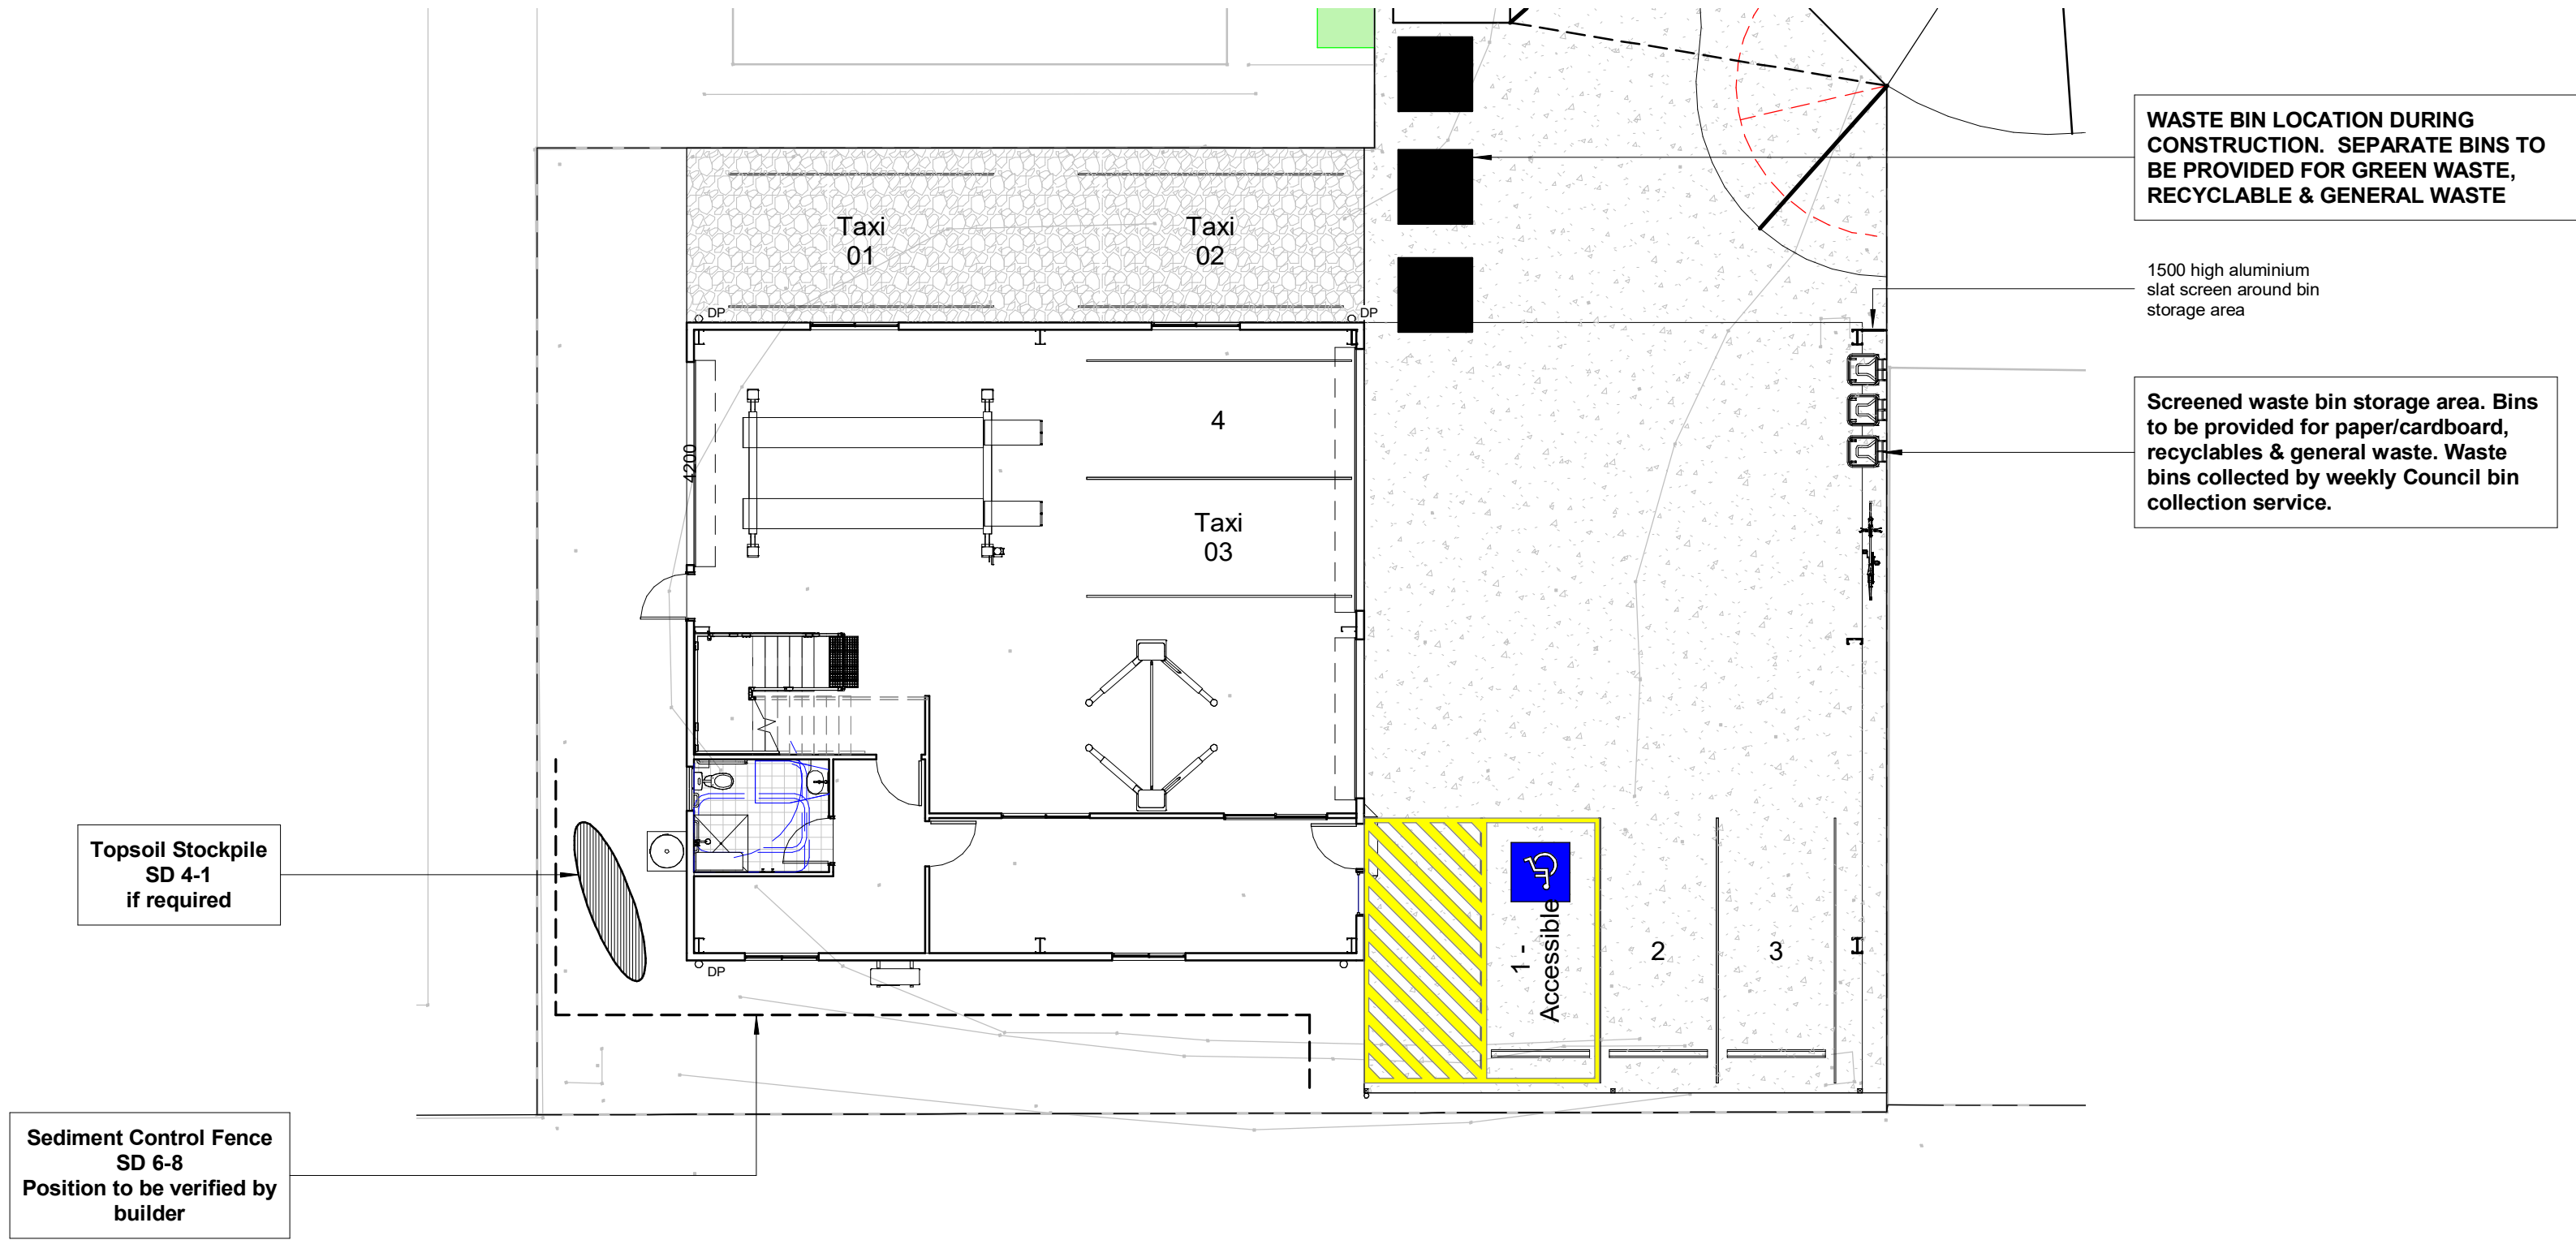 WASTE BIN LOCATION DURING
CONSTRUCTION.  SEPARATE BINS TO
BE PROVIDED FOR GREEN WASTE,
RECYCLABLE & GENERAL WASTE
Taxi
01
Taxi
02
1500 high aluminium
slat screen around bin
storage area
DP
DP
Screened waste bin storage area. Bins
to be provided for paper/cardboard,
recyclables & general waste. Waste
bins collected by weekly Council bin
collection service.
4
4200
Taxi
03
Topsoil Stockpile
SD 4-1
if required
1 -
Accessible
2
3
DP
Sediment Control Fence
SD 6-8
Position to be verified by
builder